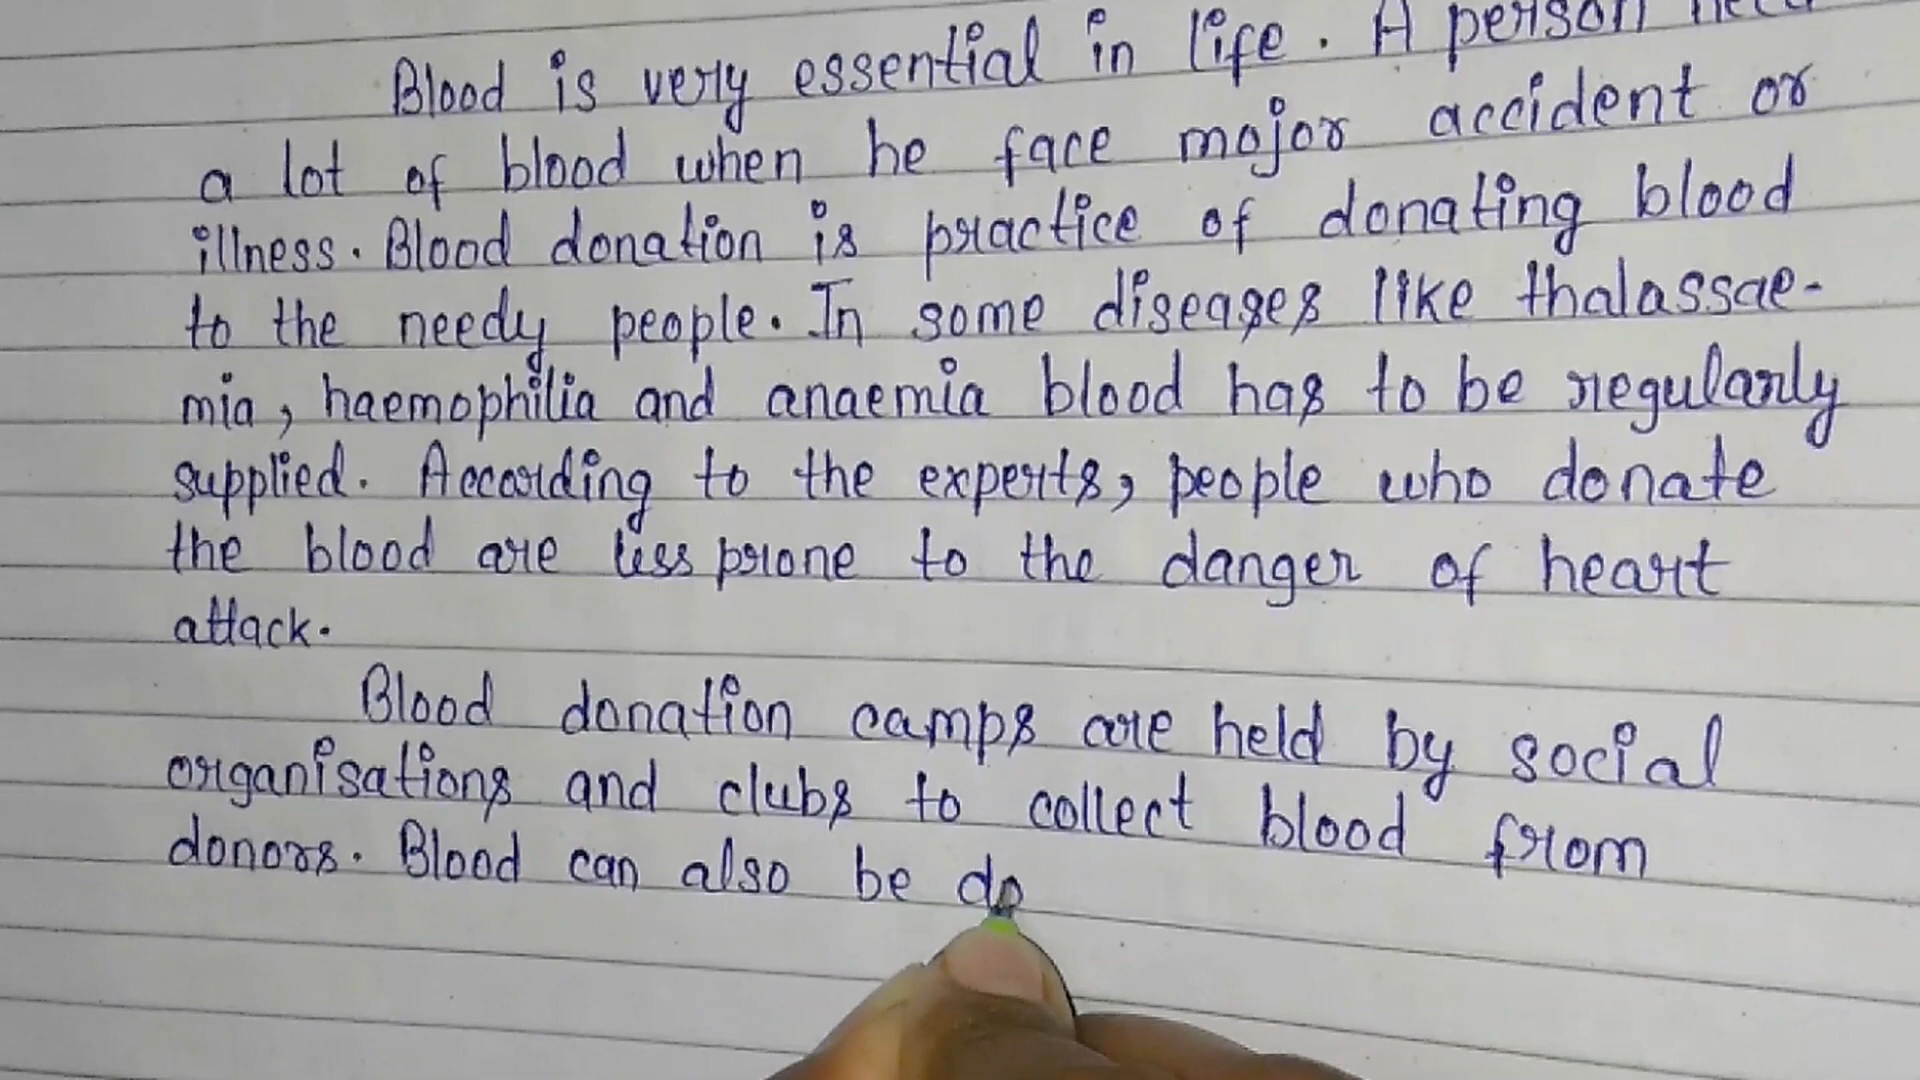 Blood is very essential in life. A person need
a lot of blood when he face major accident or
illness. Blood donation is practice of donating blood
to the needy people. In some diseases like thalassae-
mia, haemophilia and anaemia blood has to be regularly
supplied. According to the experts, people who donate
the blood are less prone to the danger of heart
attack.
Blood donation camps are held by social
organisations and clubs to collect blood from
donors. Blood can also be do